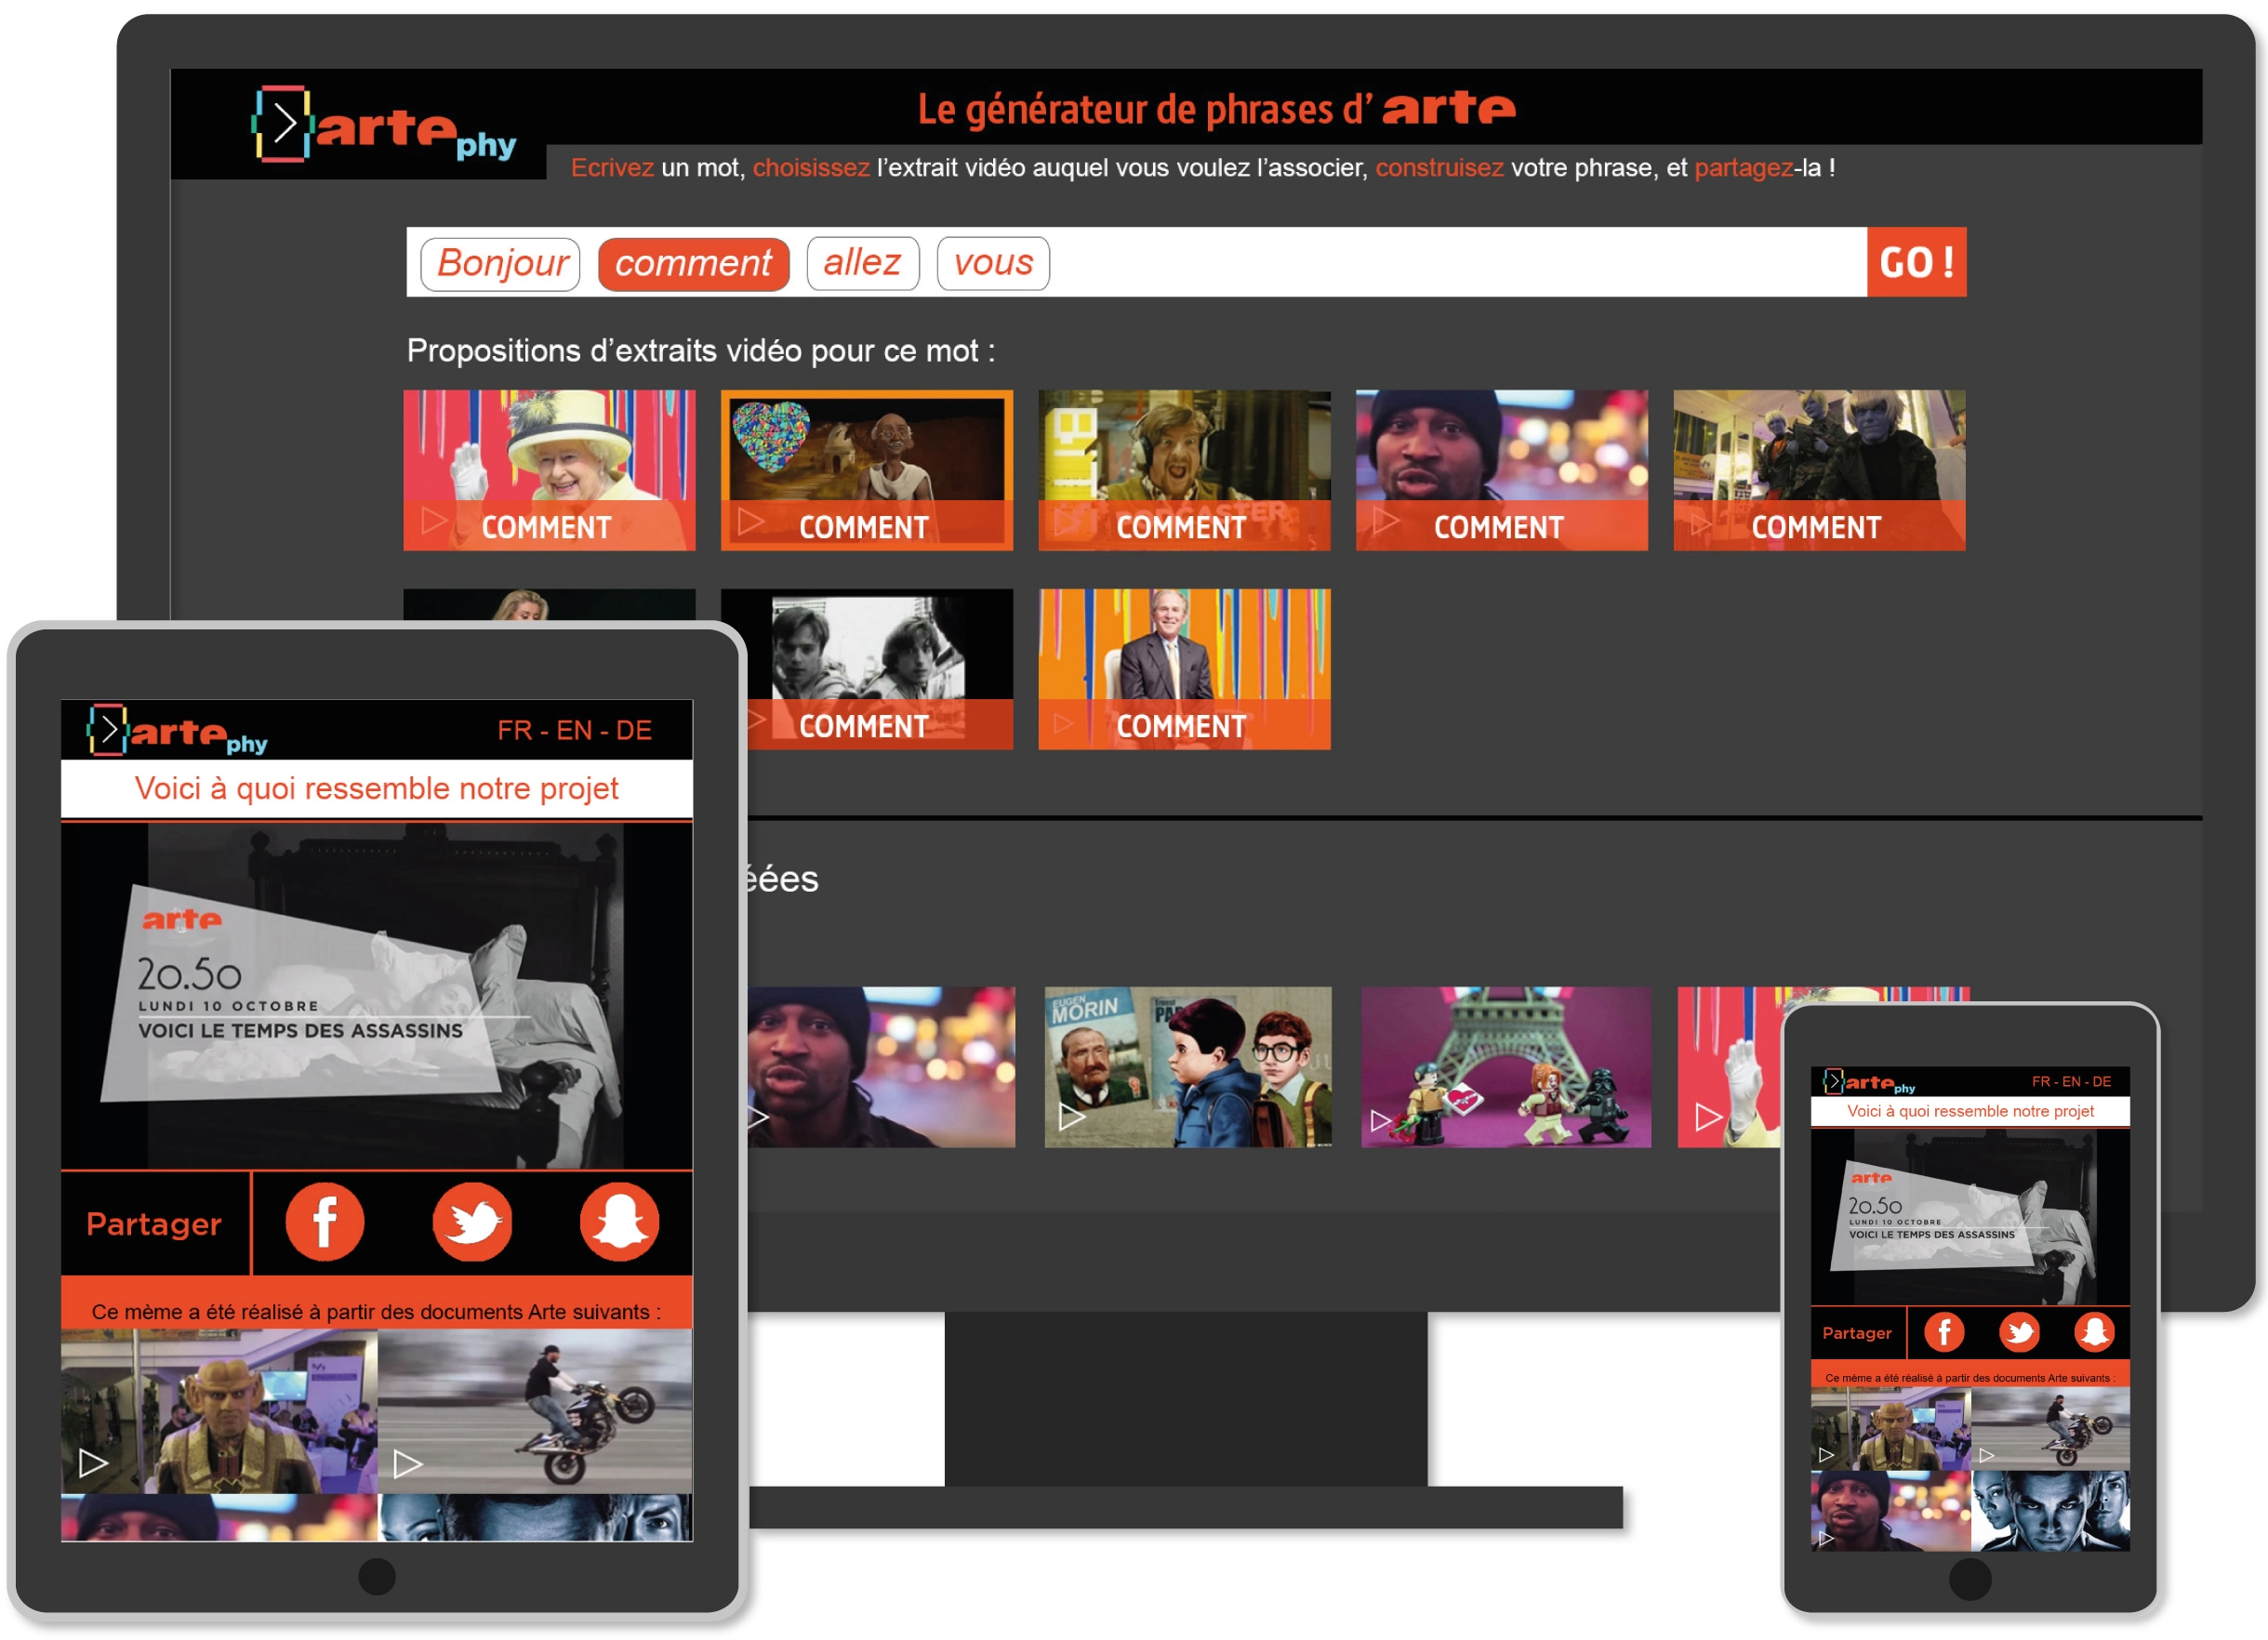 artephy
Le générateur de phrases d' arte
Ecrivez un mot, choisissez l'extrait vidéo auquel vous voulez l'associer, construisez votre phrase, et partagez-la !
Bonjour comment allez vous GO !
Propositions d'extraits vidéo pour ce mot :
COMMENT COMMENT COMMENT COMMENT COMMENT
COMMENT COMMENT
éées
EUGEN
MORIN
artephy FR - EN - DE
Voici à quoi ressemble notre projet
arte
20.50
LUNDI 10 OCTOBRE
VOICI LE TEMPS DES ASSASSINS
Partager
Ce mème a été réalisé à partir des documents Arte suivants :
artephy FR - EN - DE
Voici à quoi ressemble notre projet
arte
20.50
LUNDI 10 OCTOBRE
VOICI LE TEMPS DES ASSASSINS
Partager
Ce mème a été réalisé à partir des documents Arte suivants :